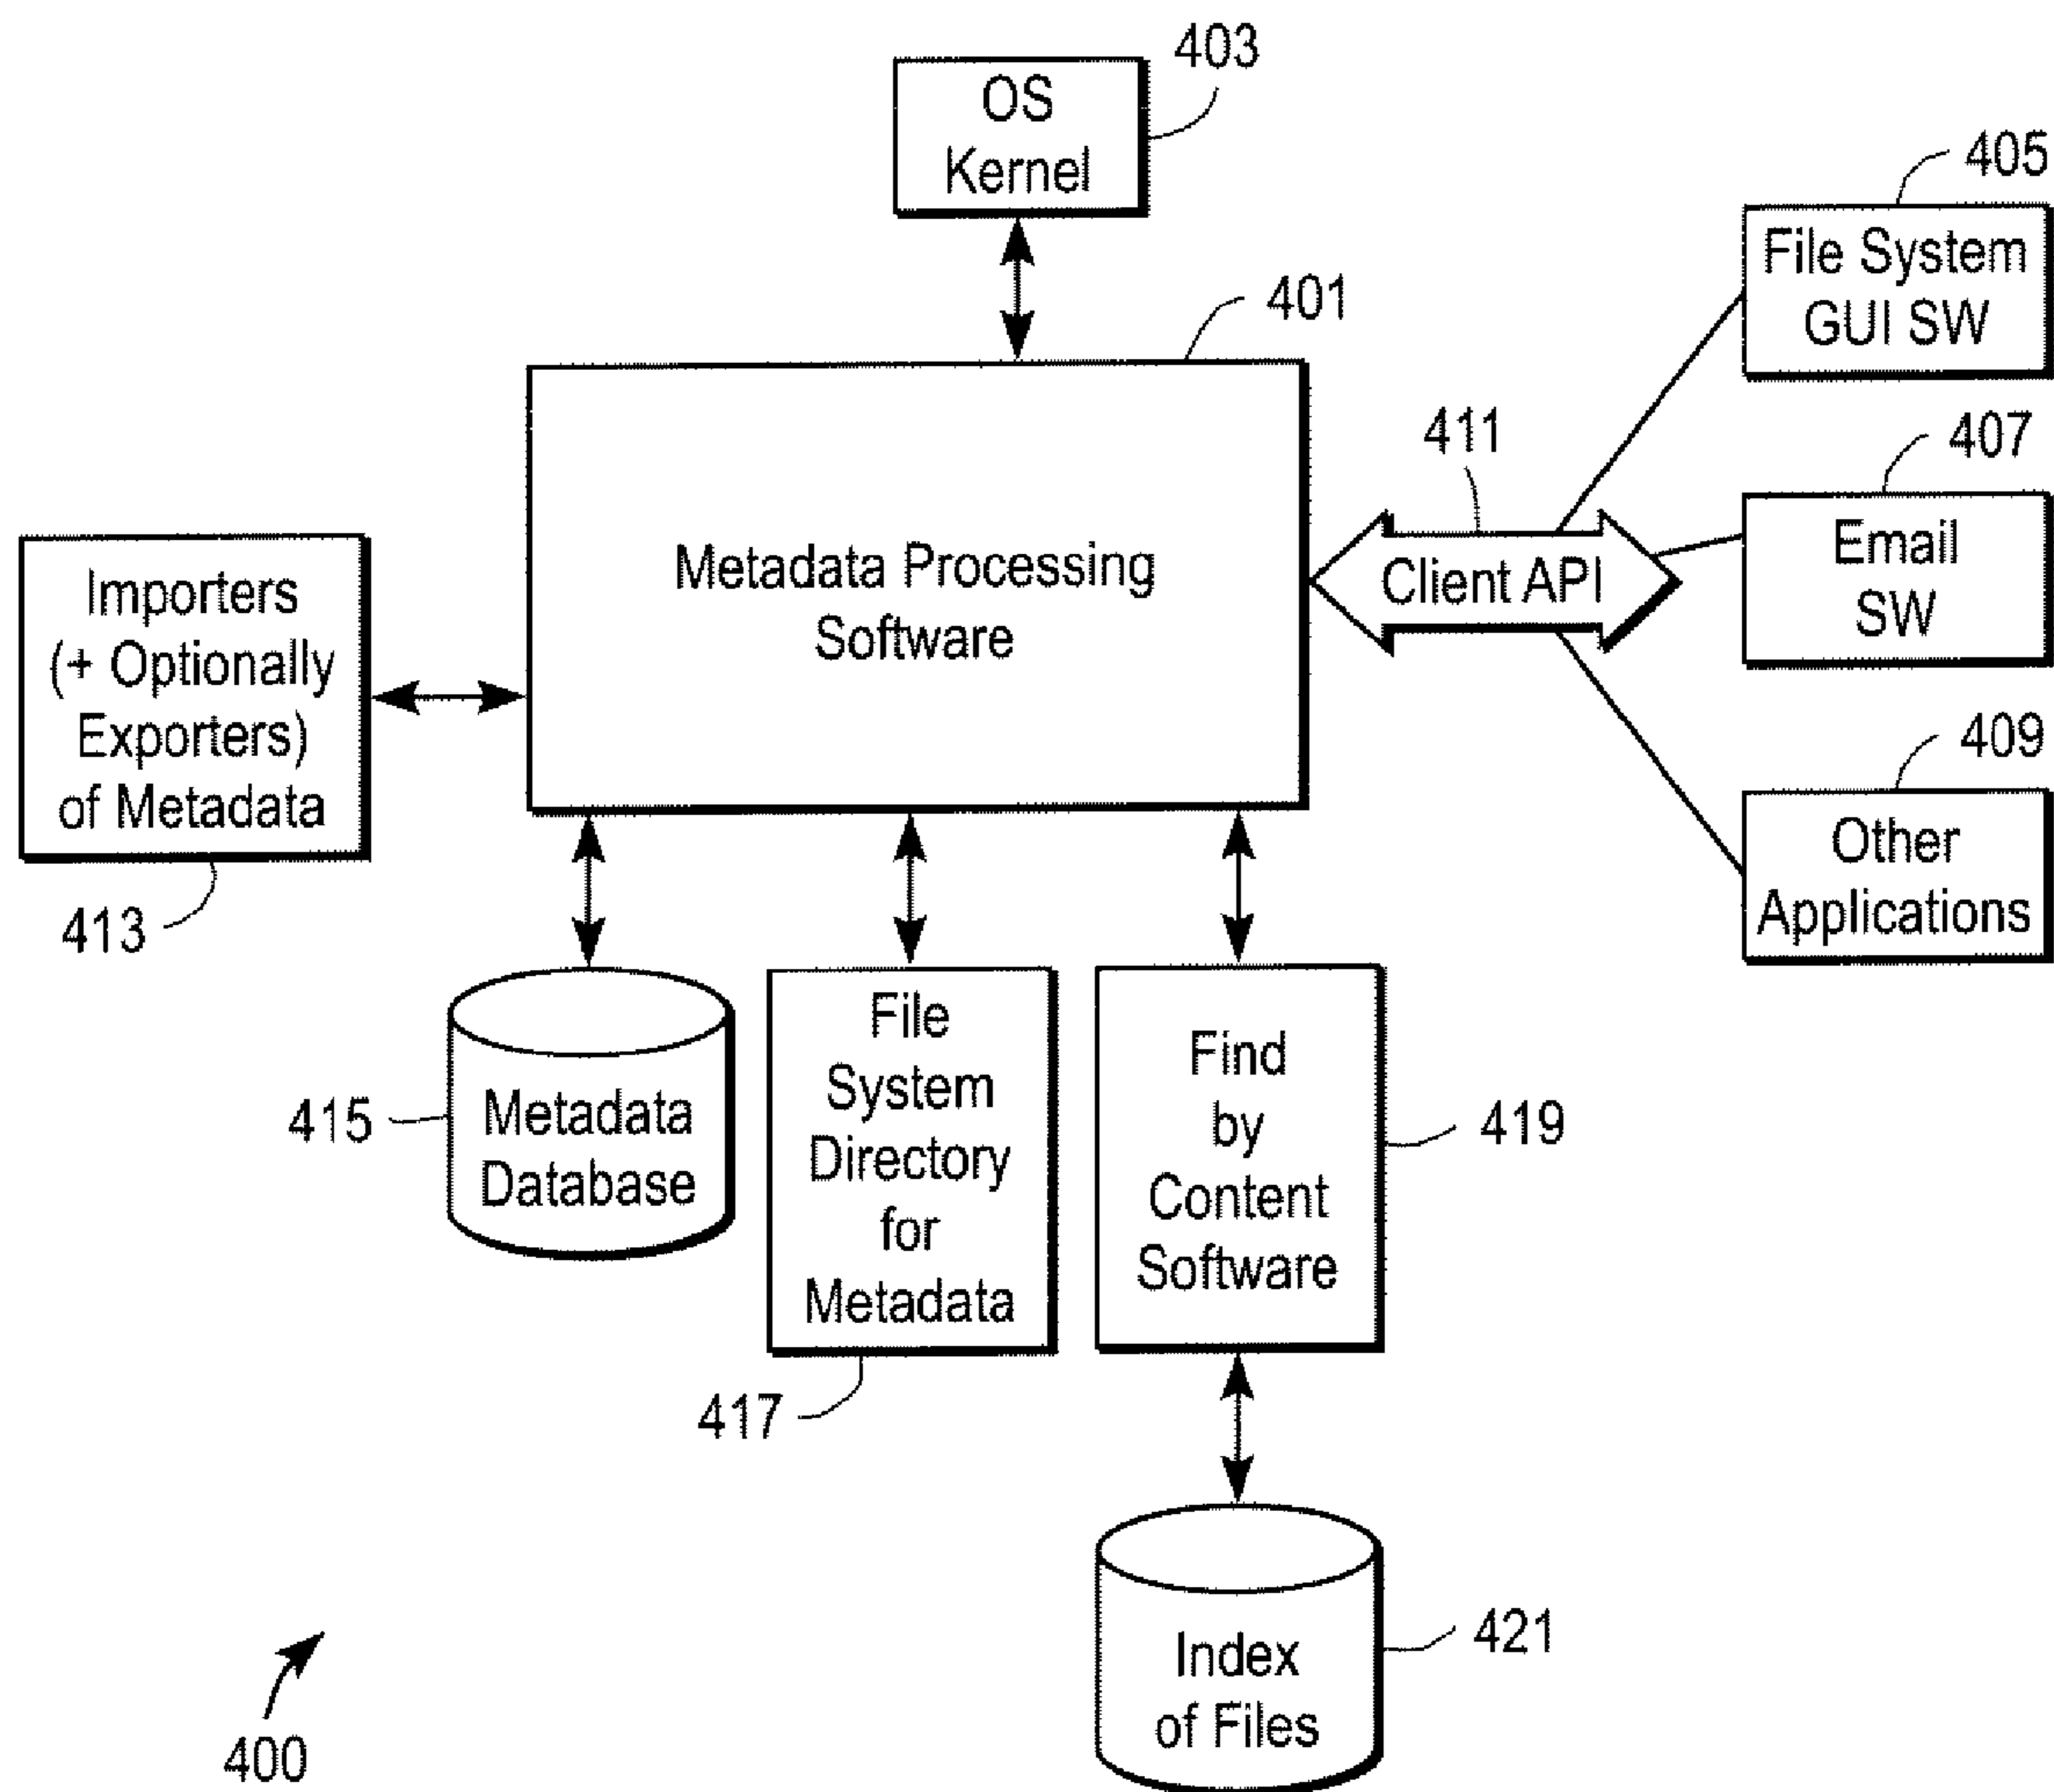 403
OS
Kernel
405
File System
GUI SW
401
411
407
Metadata Processing
Software
Client API
Email
SW
Importers
(+ Optionally
Exporters)
of Metadata
413
409
Other
Applications
415
Metadata
Database
File
System
Directory
for
Metadata
417
Find
by
Content
Software
419
421
Index
of Files
400